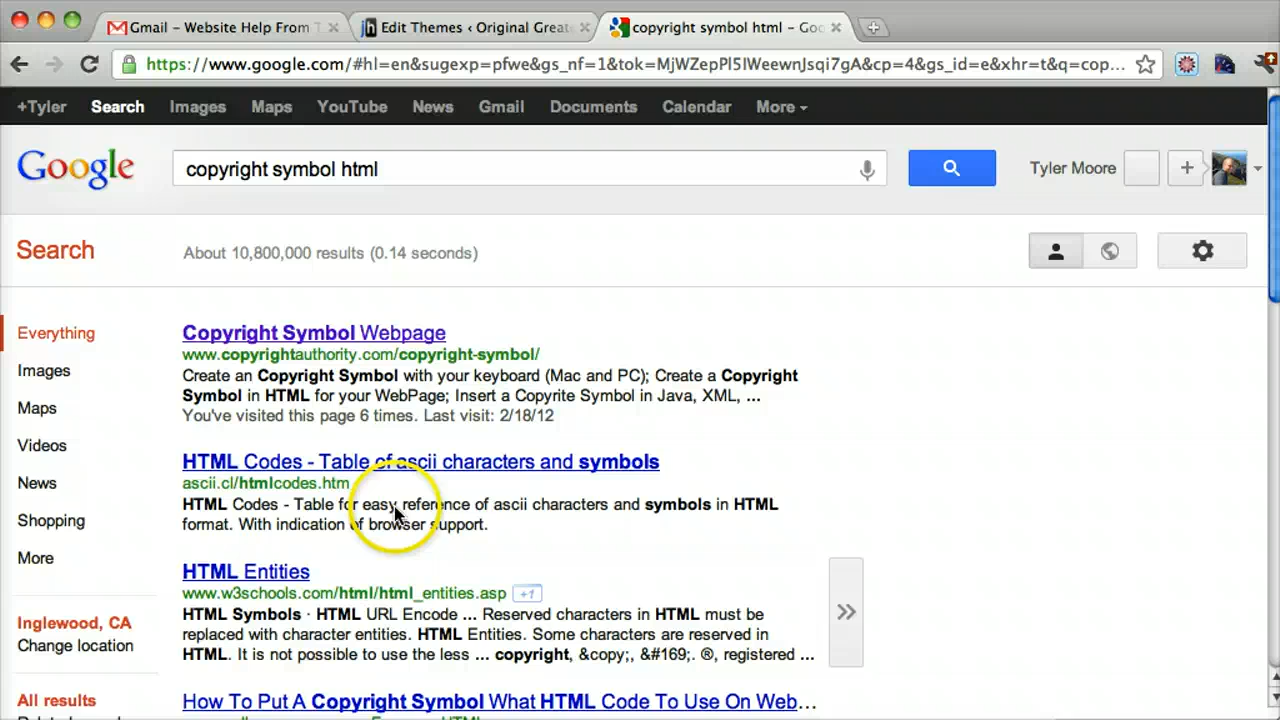 Gmail – Website Help From T
Edit Themes ‹ Original Great
copyright symbol html – Goo
https://www.google.com/#hl=en&sugexp=pfwe&gs_nf=1&tok=MjWZepPl5IWeewnJsqi7gA&cp=4&gs_id=e&xhr=t&q=cop...
+Tyler Search Images Maps YouTube News Gmail Documents Calendar More
Google copyright symbol html Tyler Moore +
Search About 10,800,000 results (0.14 seconds)
Everything
Images
Maps
Videos
News
Shopping
More
Inglewood, CA
Change location
All results
Copyright Symbol Webpage
www.copyrightauthority.com/copyright-symbol/
Create an Copyright Symbol with your keyboard (Mac and PC); Create a Copyright
Symbol in HTML for your WebPage; Insert a Copyrite Symbol in Java, XML, ...
You've visited this page 6 times. Last visit: 2/18/12
HTML Codes - Table of ascii characters and symbols
ascii.cl/htmlcodes.htm
HTML Codes - Table for easy reference of ascii characters and symbols in HTML
format. With indication of browser support.
HTML Entities
www.w3schools.com/html/html_entities.asp +1
HTML Symbols · HTML URL Encode ... Reserved characters in HTML must be
replaced with character entities. HTML Entities. Some characters are reserved in
HTML. It is not possible to use the less ... copyright, &copy;, &#169;. ®, registered ...
How To Put A Copyright Symbol What HTML Code To Use On Web...